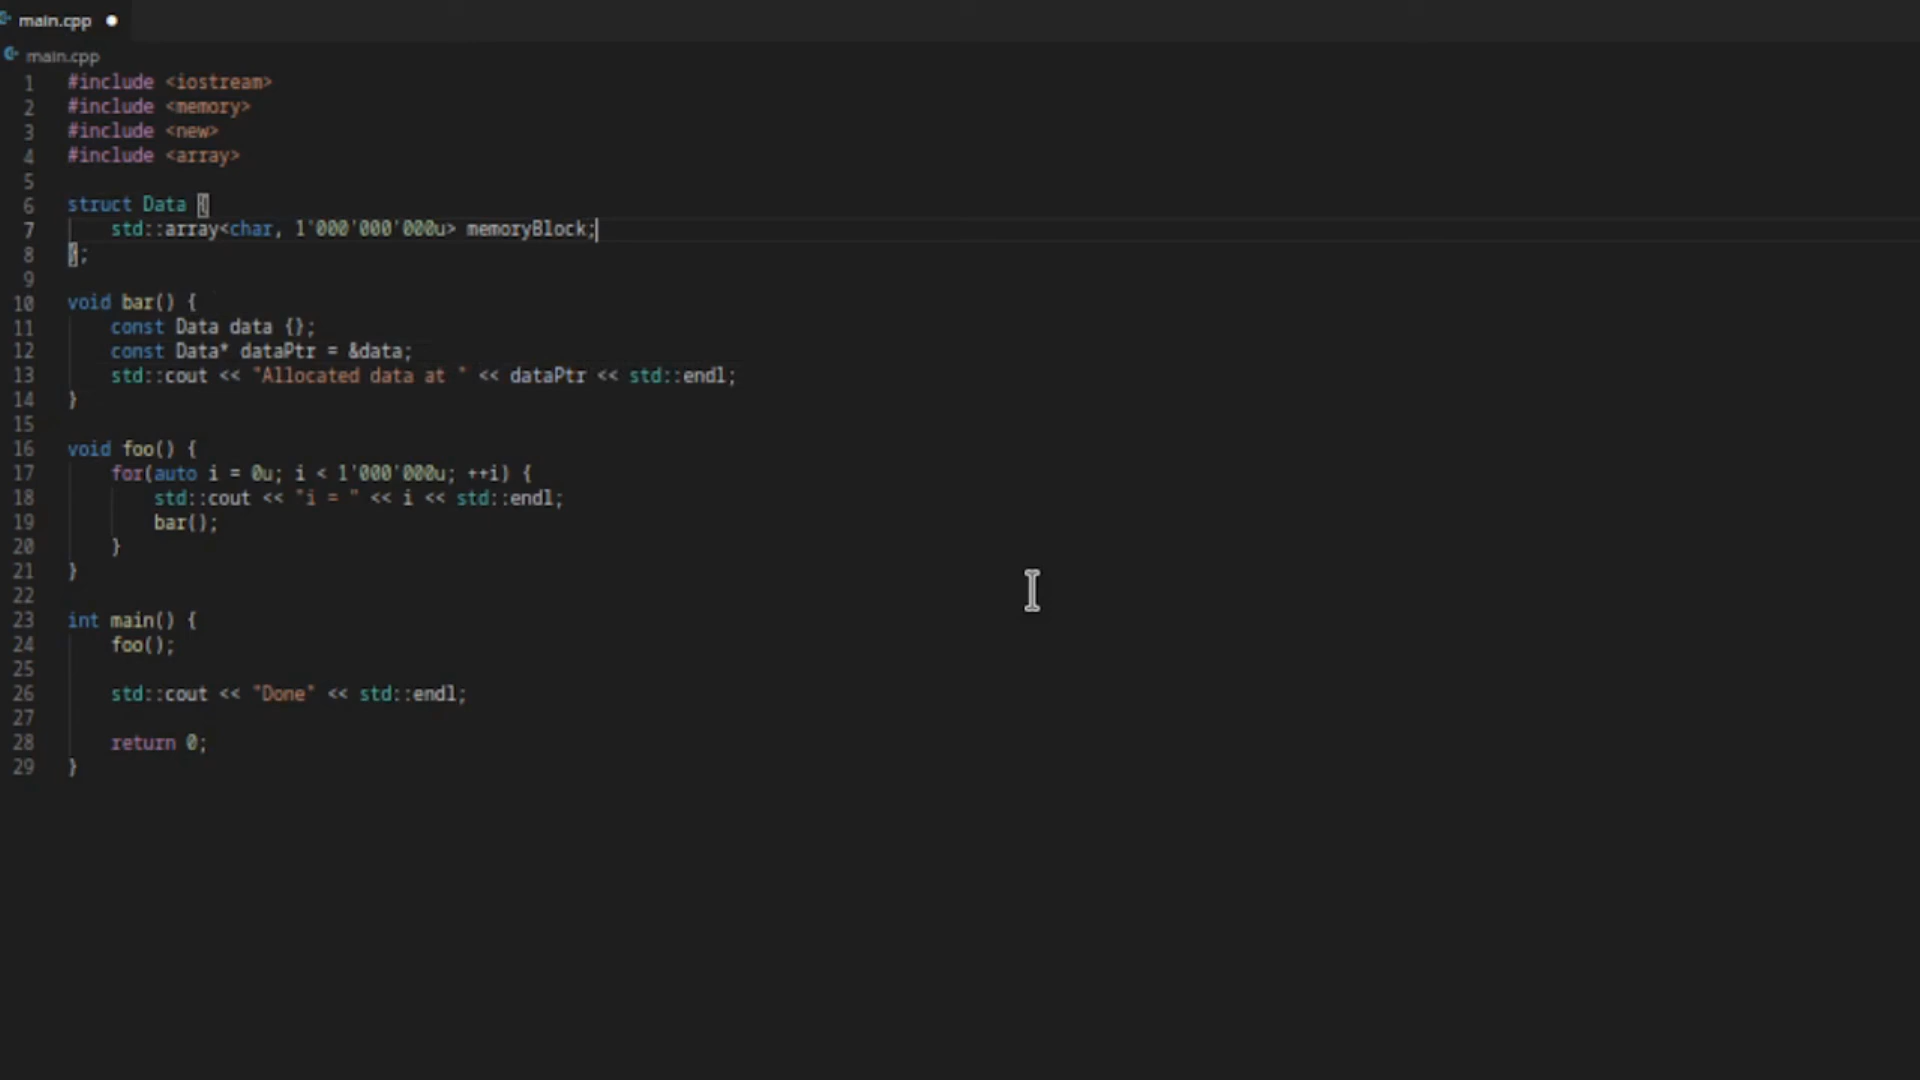 main.cpp
main.cpp
1 #include <iostream>
2 #include <memory>
3 #include <new>
4 #include <array>
5
6 struct Data {
7 std::array<char, 1'000'000'000u> memoryBlock;
8 };
9
10 void bar() {
11 const Data data {};
12 const Data* dataPtr = &data;
13 std::cout << "Allocated data at " << dataPtr << std::endl;
14 }
15
16 void foo() {
17 for(auto i = 0u; i < 1'000'000u; ++i) {
18 std::cout << "i = " << i << std::endl;
19 bar();
20 }
21 }
22
23 int main() {
24 foo();
25
26 std::cout << "Done" << std::endl;
27
28 return 0;
29 }